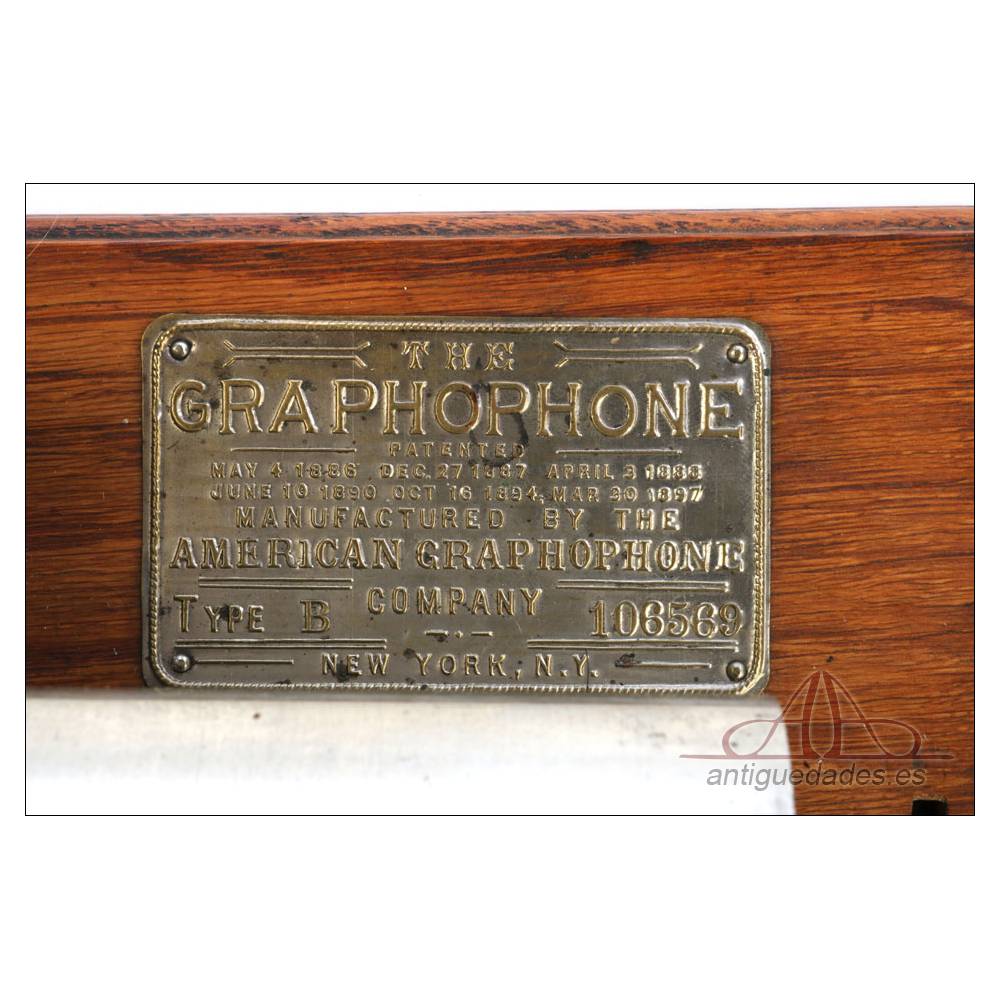 THE
GRAPHOPHONE
PATENTED
MAY 4 1886 DEC. 27 1887 APRIL 3 1888
JUNE 10 1890 OCT 16 1894 MAR 30 1897
MANUFACTURED BY THE
AMERICAN GRAPHOPHONE
COMPANY
TYPE B 106569
NEW YORK, N.Y.
antiguedades.es